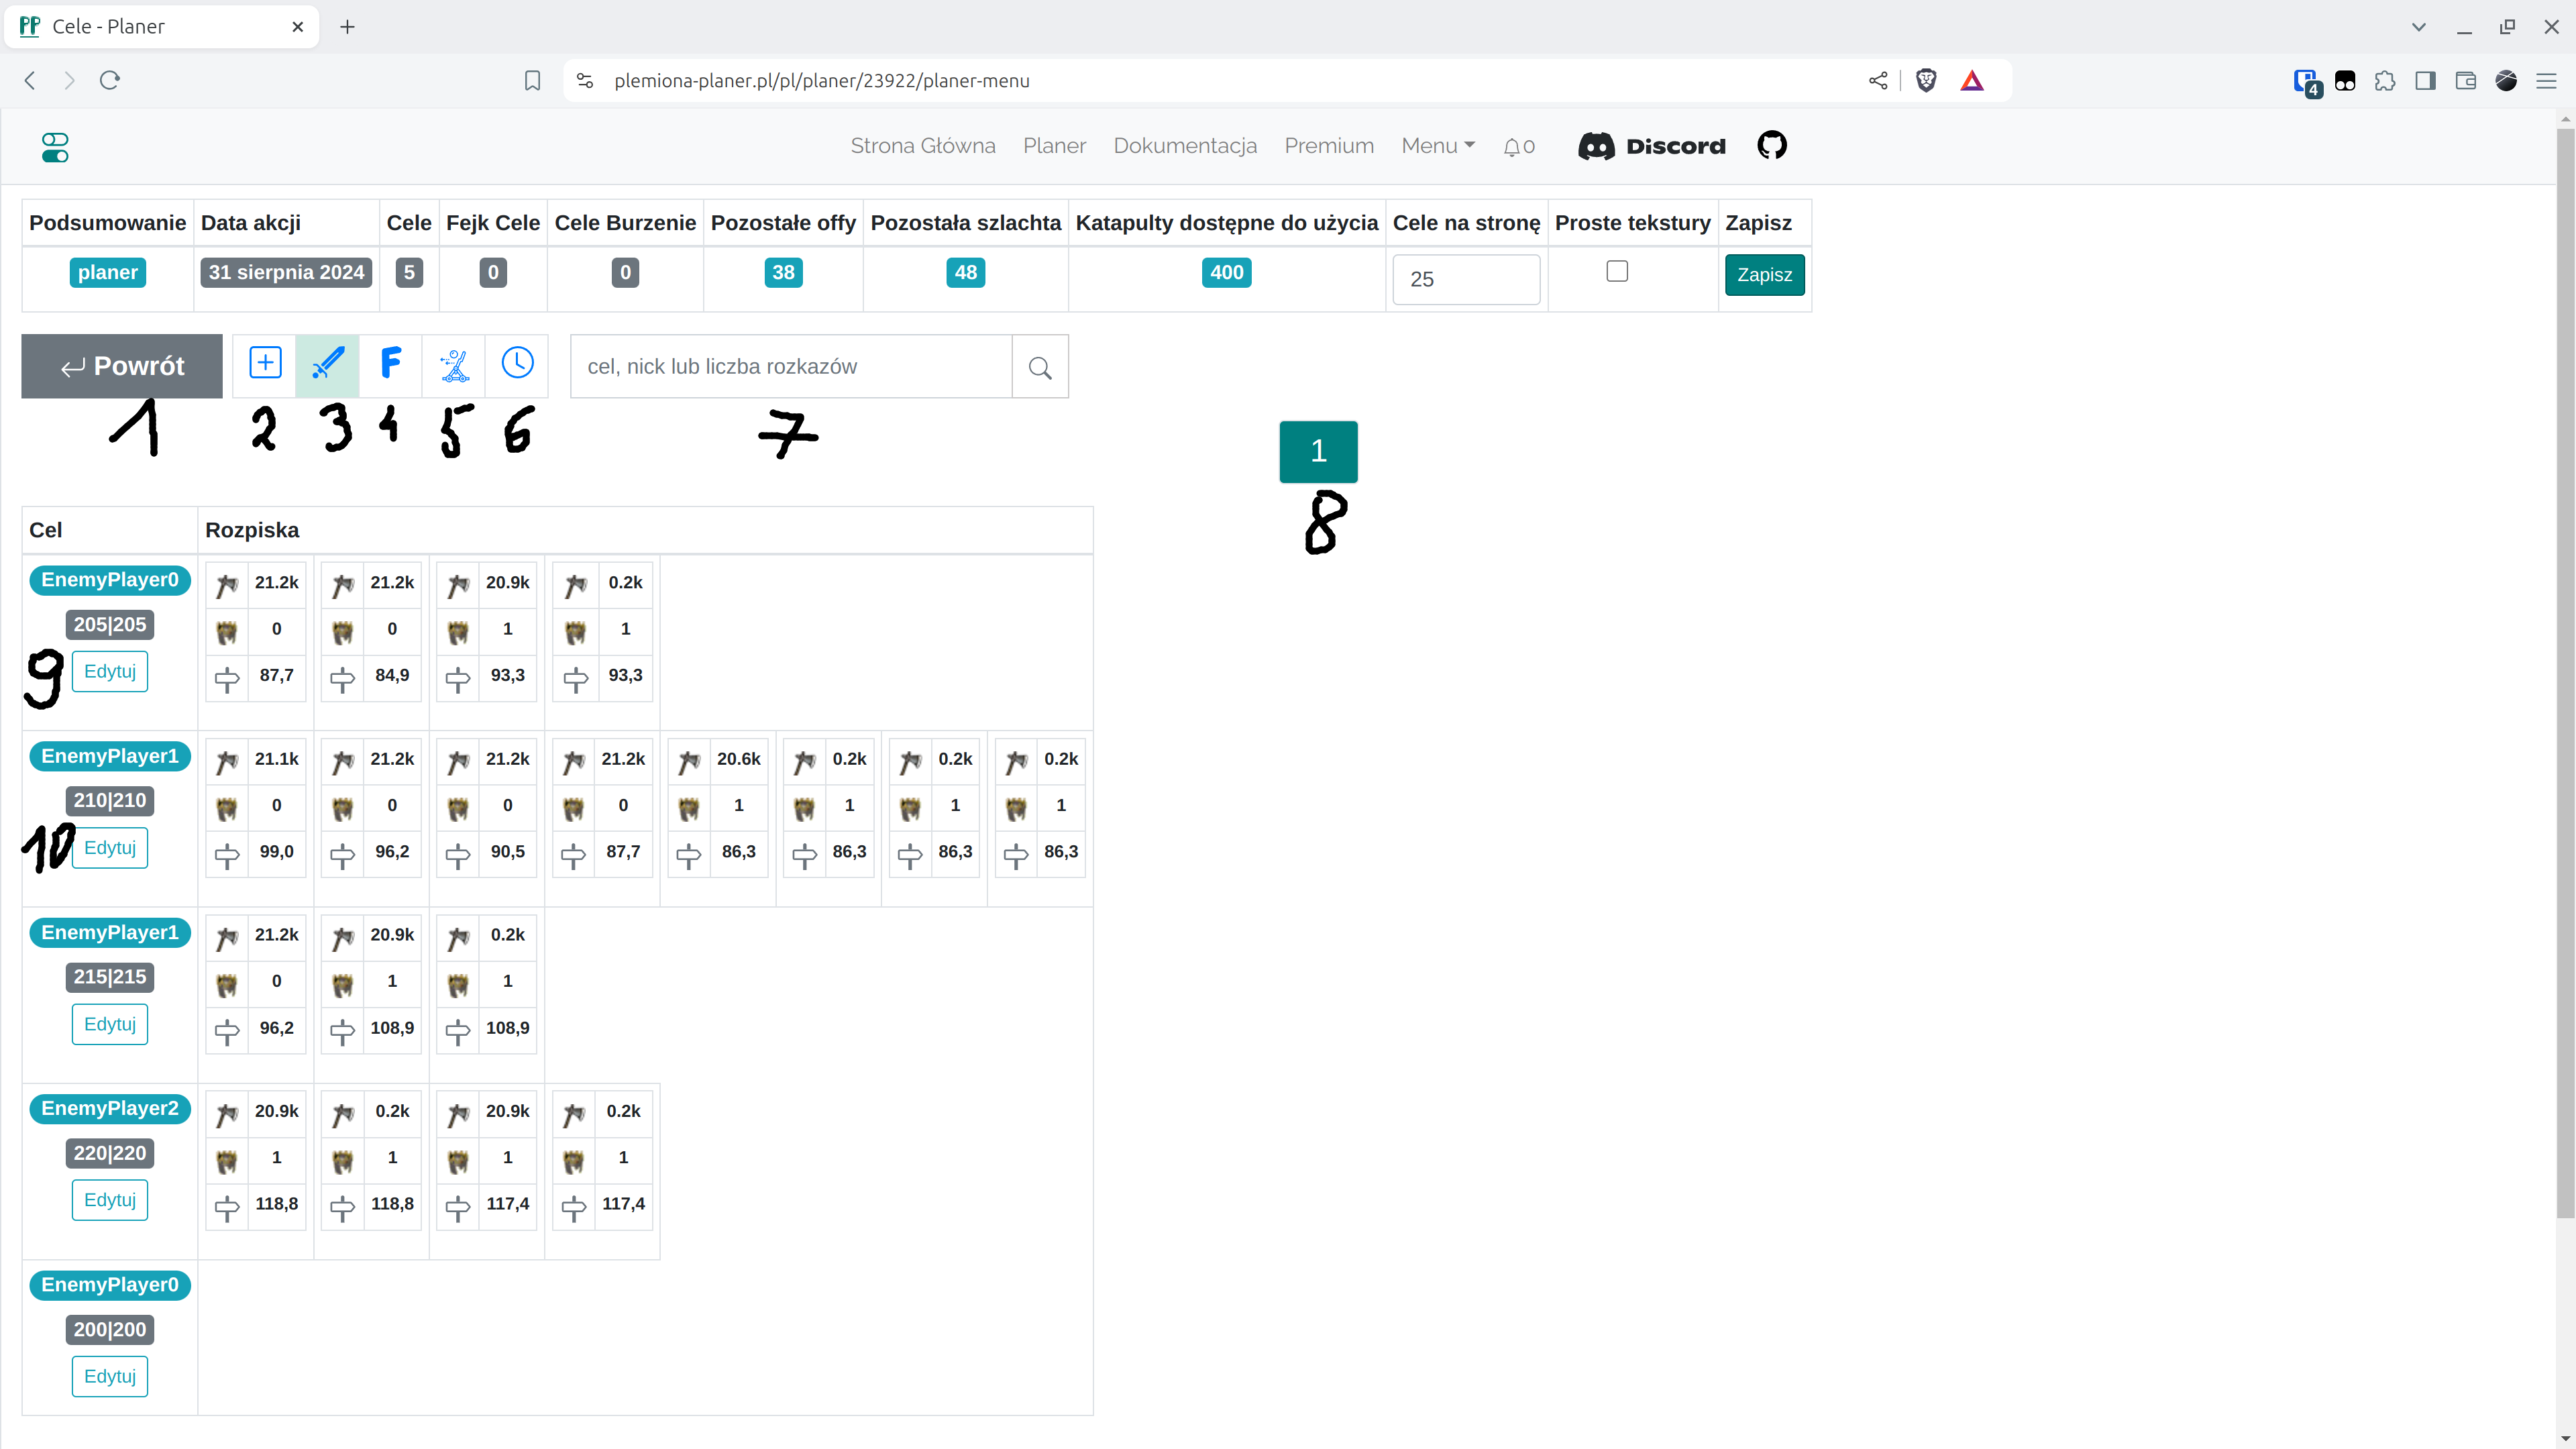 Cele - Planer
plemiona-planer.pl/pl/planer/23922/planer-menu
4
Strona Główna Planer Dokumentacja Premium Menu 0 Discord
Podsumowanie Data akcji Cele Fejk Cele Cele Burzenie Pozostałe offy Pozostała szlachta Katapulty dostępne do użycia Cele na stronę Proste tekstury Zapisz
planer 31 sierpnia 2024 5 0 0 38 48 400 25 Zapisz
Powrót F cel, nick lub liczba rozkazów
1 2 3 4 5 6 7
1
8
Cel Rozpiska
EnemyPlayer0 21.2k 21.2k 20.9k 0.2k
205|205 0 0 1 1
9 Edytuj 87,7 84,9 93,3 93,3
EnemyPlayer1 21.1k 21.2k 21.2k 21.2k 20.6k 0.2k 0.2k 0.2k
210|210 0 0 0 0 1 1 1 1
10 Edytuj 99,0 96,2 90,5 87,7 86,3 86,3 86,3 86,3
EnemyPlayer1 21.2k 20.9k 0.2k
215|215 0 1 1
Edytuj 96,2 108,9 108,9
EnemyPlayer2 20.9k 0.2k 20.9k 0.2k
220|220 1 1 1 1
Edytuj 118,8 118,8 117,4 117,4
EnemyPlayer0
200|200
Edytuj